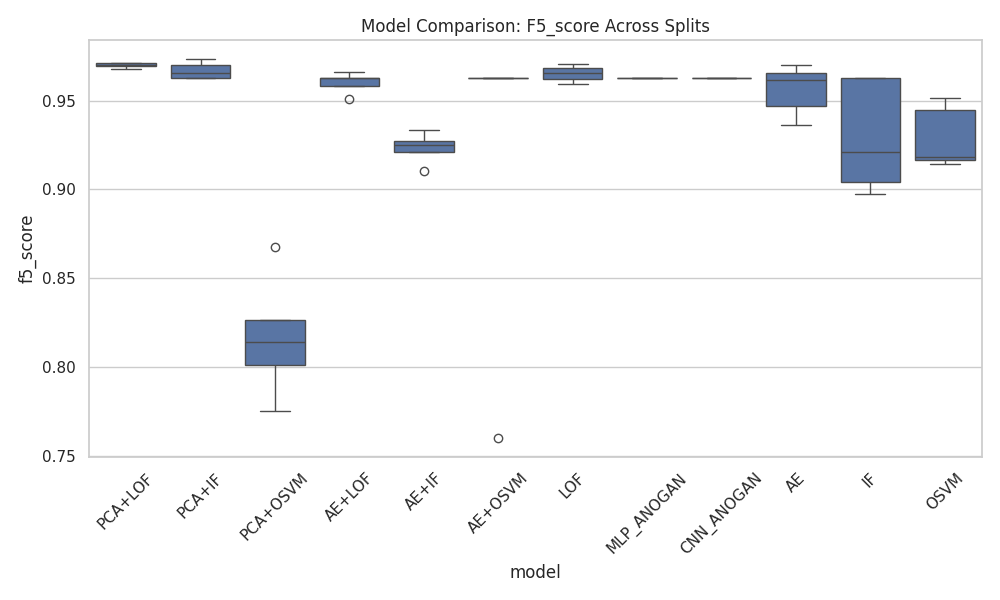 Model Comparison: F5_score Across Splits
f5_score
0.95
0.90
0.85
0.80
0.75
PCA+LOF
PCA+IF
PCA+OSVM
AE+LOF
AE+IF
AE+OSVM
LOF
MLP_ANOGAN
CNN_ANOGAN
AE
IF
OSVM
model